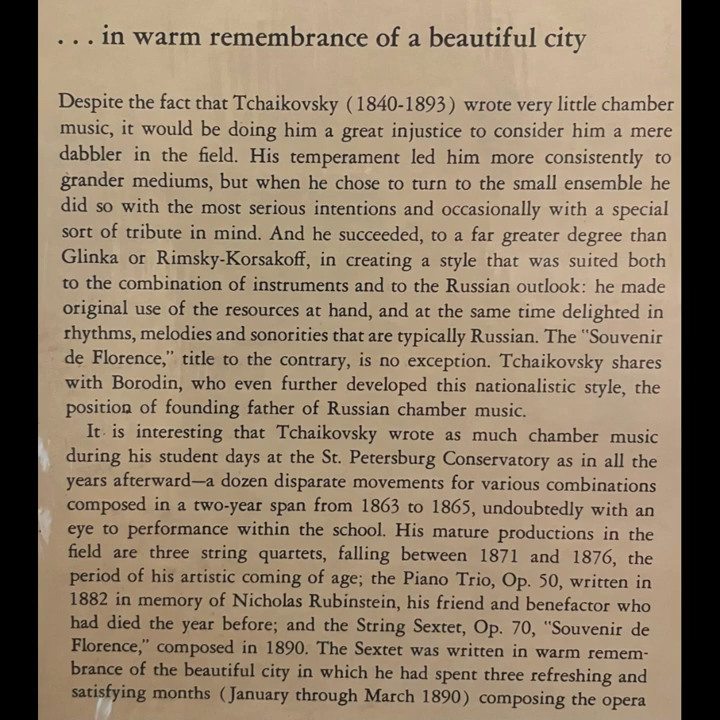 . . . in warm remembrance of a beautiful city
Despite the fact that Tchaikovsky (1840-1893) wrote very little chamber
music, it would be doing him a great injustice to consider him a mere
dabbler in the field. His temperament led him more consistently to
grander mediums, but when he chose to turn to the small ensemble he
did so with the most serious intentions and occasionally with a special
sort of tribute in mind. And he succeeded, to a far greater degree than
Glinka or Rimsky-Korsakoff, in creating a style that was suited both
to the combination of instruments and to the Russian outlook: he made
original use of the resources at hand, and at the same time delighted in
rhythms, melodies and sonorities that are typically Russian. The "Souvenir
de Florence," title to the contrary, is no exception. Tchaikovsky shares
with Borodin, who even further developed this nationalistic style, the
position of founding father of Russian chamber music.
It is interesting that Tchaikovsky wrote as much chamber music
during his student days at the St. Petersburg Conservatory as in all the
years afterward—a dozen disparate movements for various combinations
composed in a two-year span from 1863 to 1865, undoubtedly with an
eye to performance within the school. His mature productions in the
field are three string quartets, falling between 1871 and 1876, the
period of his artistic coming of age; the Piano Trio, Op. 50, written in
1882 in memory of Nicholas Rubinstein, his friend and benefactor who
had died the year before; and the String Sextet, Op. 70, "Souvenir de
Florence," composed in 1890. The Sextet was written in warm remem-
brance of the beautiful city in which he had spent three refreshing and
satisfying months (January through March 1890) composing the opera